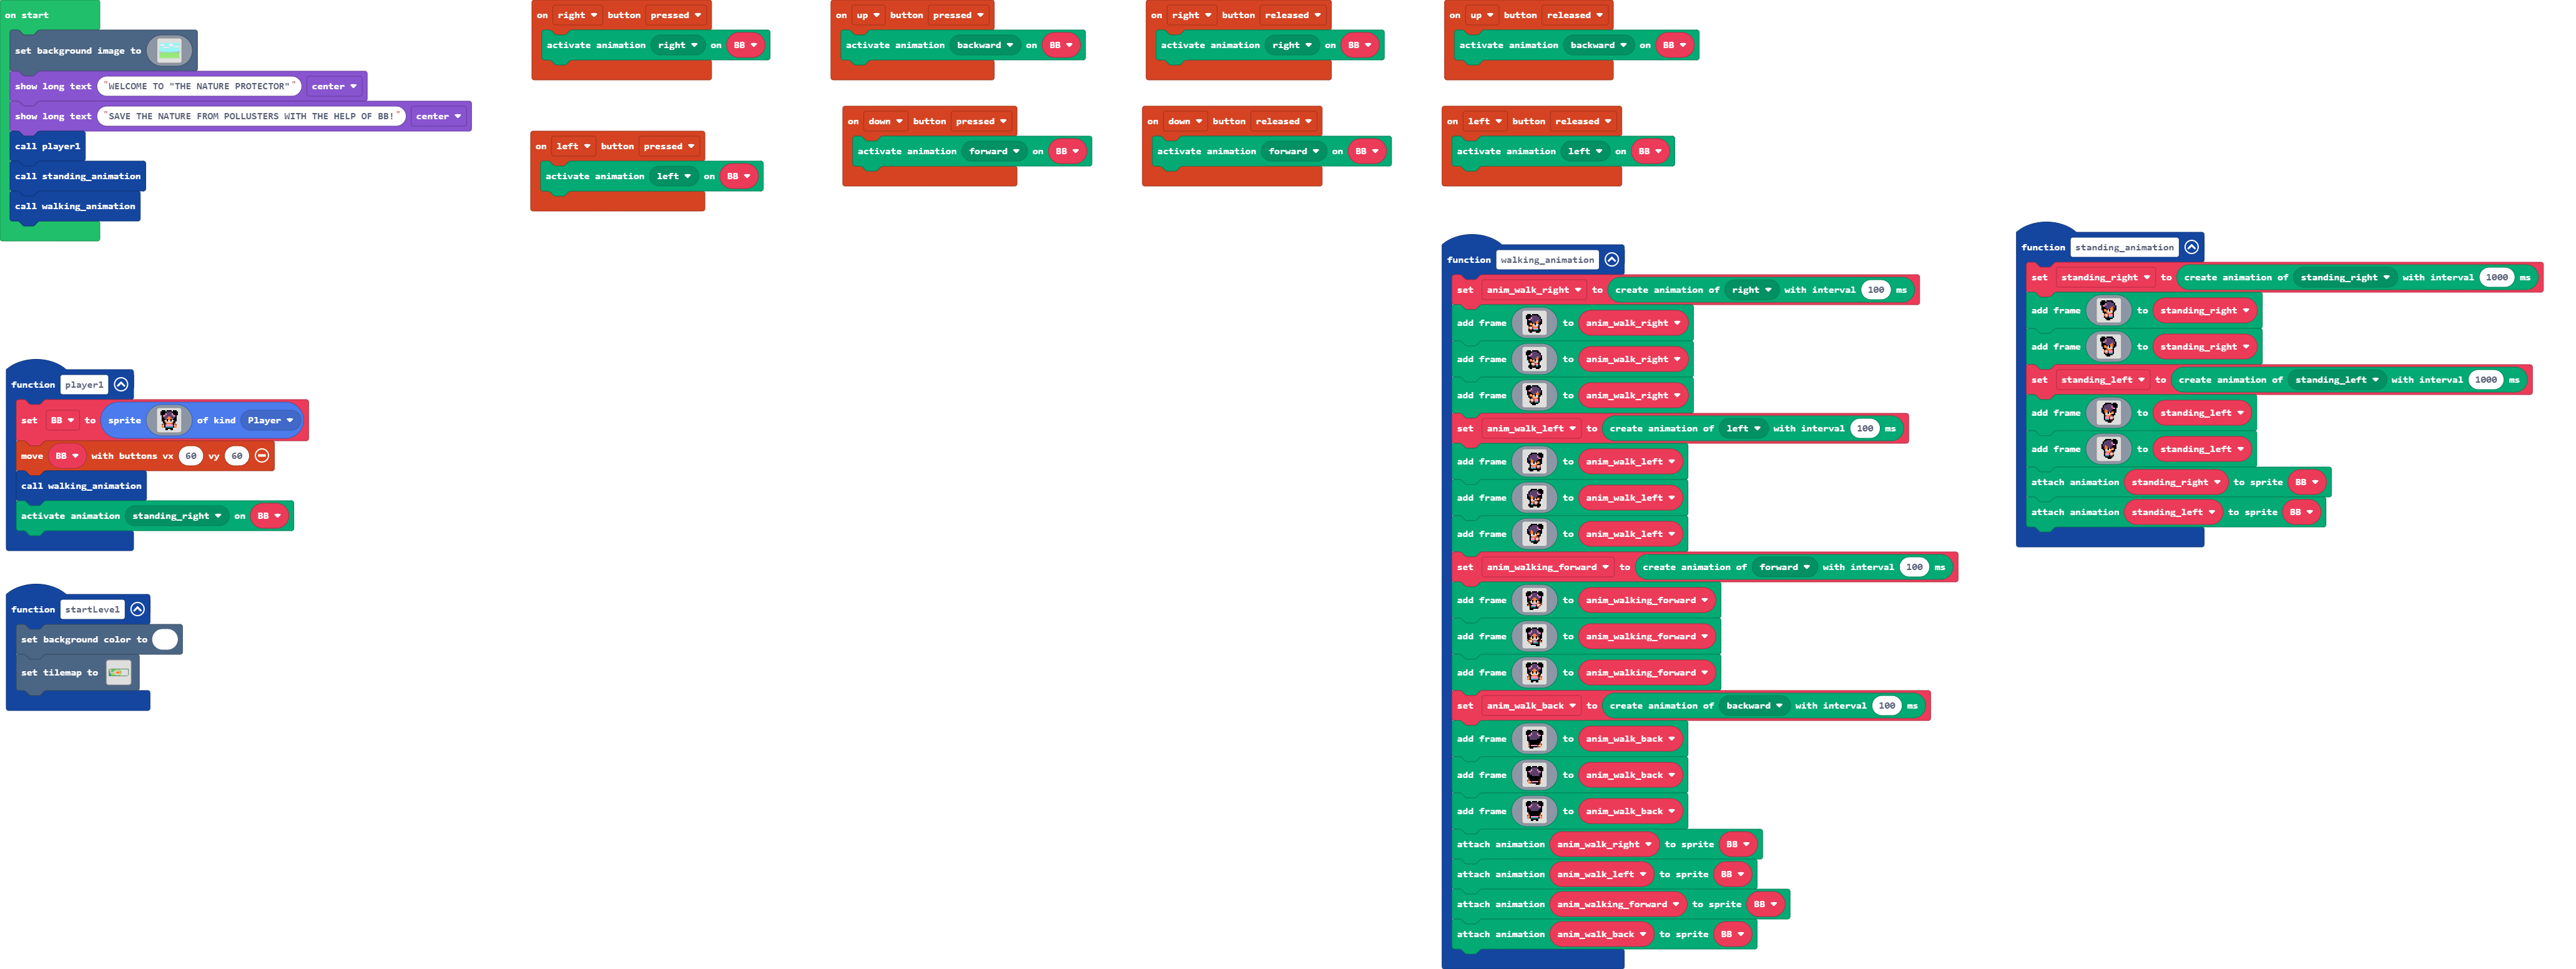 on start
set background image to
show long text "WELCOME TO "THE NATURE PROTECTOR"" center
show long text "SAVE THE NATURE FROM POLLUSTERS WITH THE HELP OF BB!" center
call player1
call standing_animation
call walking_animation
on right button pressed
activate animation right on BB
on up button pressed
activate animation backward on BB
on right button released
activate animation right on BB
on up button released
activate animation backward on BB
on left button pressed
activate animation left on BB
on down button pressed
activate animation forward on BB
on down button released
activate animation forward on BB
on left button released
activate animation left on BB
function player1
set BB to sprite of kind Player
move BB with buttons vx 60 vy 60
call walking_animation
activate animation standing_right on BB
function startLevel
set background color to
set tilemap to
function walking_animation
set anim_walk_right to create animation of right with interval 100 ms
add frame to anim_walk_right
add frame to anim_walk_right
add frame to anim_walk_right
set anim_walk_left to create animation of left with interval 100 ms
add frame to anim_walk_left
add frame to anim_walk_left
add frame to anim_walk_left
set anim_walking_forward to create animation of forward with interval 100 ms
add frame to anim_walking_forward
add frame to anim_walking_forward
add frame to anim_walking_forward
set anim_walk_back to create animation of backward with interval 100 ms
add frame to anim_walk_back
add frame to anim_walk_back
add frame to anim_walk_back
attach animation anim_walk_right to sprite BB
attach animation anim_walk_left to sprite BB
attach animation anim_walking_forward to sprite BB
attach animation anim_walk_back to sprite BB
function standing_animation
set standing_right to create animation of standing_right with interval 1000 ms
add frame to standing_right
add frame to standing_right
set standing_left to create animation of standing_left with interval 1000 ms
add frame to standing_left
add frame to standing_left
attach animation standing_right to sprite BB
attach animation standing_left to sprite BB